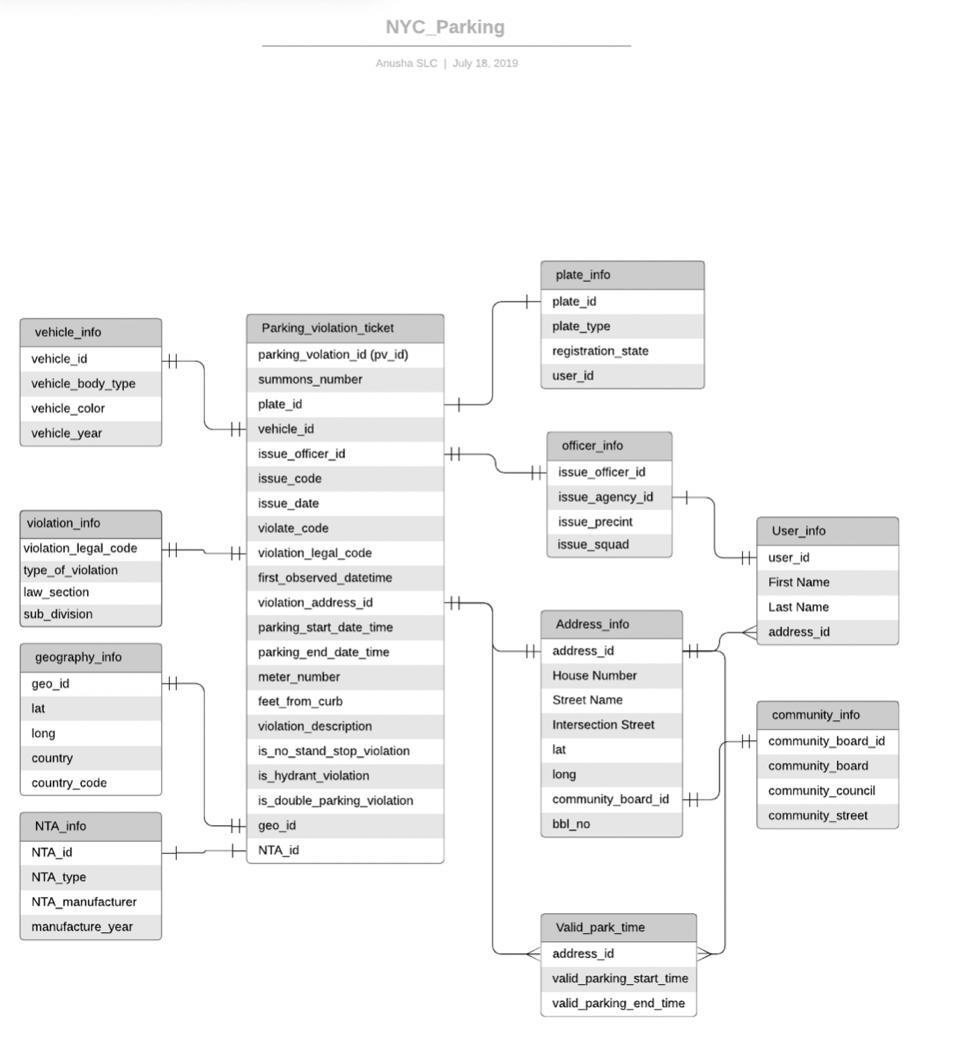 NYC_Parking
Anusha SLC | July 18, 2019
plate_info
plate_id
plate_type
registration_state
user_id
vehicle_info
vehicle_id
vehicle_body_type
vehicle_color
vehicle_year
Parking_violation_ticket
parking_volation_id (pv_id)
summons_number
plate_id
vehicle_id
issue_officer_id
issue_code
issue_date
violate_code
violation_legal_code
first_observed_datetime
violation_address_id
parking_start_date_time
parking_end_date_time
meter_number
feet_from_curb
violation_description
is_no_stand_stop_violation
is_hydrant_violation
is_double_parking_violation
geo_id
NTA_id
officer_info
issue_officer_id
issue_agency_id
issue_precint
issue_squad
violation_info
violation_legal_code
type_of_violation
law_section
sub_division
User_info
user_id
First Name
Last Name
address_id
geography_info
geo_id
lat
long
country
country_code
Address_info
address_id
House Number
Street Name
Intersection Street
lat
long
community_board_id
bbl_no
community_info
community_board_id
community_board
community_council
community_street
NTA_info
NTA_id
NTA_type
NTA_manufacturer
manufacture_year
Valid_park_time
address_id
valid_parking_start_time
valid_parking_end_time